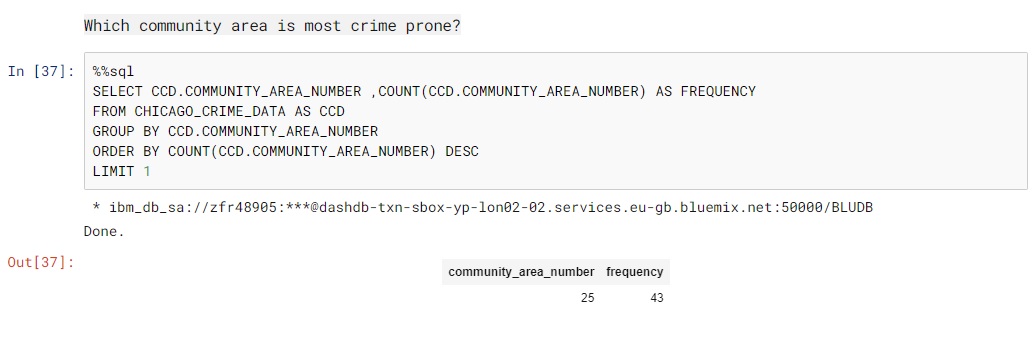 Which community area is most crime prone?
In [37]:
%%sql
SELECT CCD.COMMUNITY_AREA_NUMBER ,COUNT(CCD.COMMUNITY_AREA_NUMBER) AS FREQUENCY
FROM CHICAGO_CRIME_DATA AS CCD
GROUP BY CCD.COMMUNITY_AREA_NUMBER
ORDER BY COUNT(CCD.COMMUNITY_AREA_NUMBER) DESC
LIMIT 1
* ibm_db_sa://zfr48905:***@dashdb-txn-sbox-yp-lon02-02.services.eu-gb.bluemix.net:50000/BLUDB
Done.
Out[37]:
community_area_number frequency
25 43